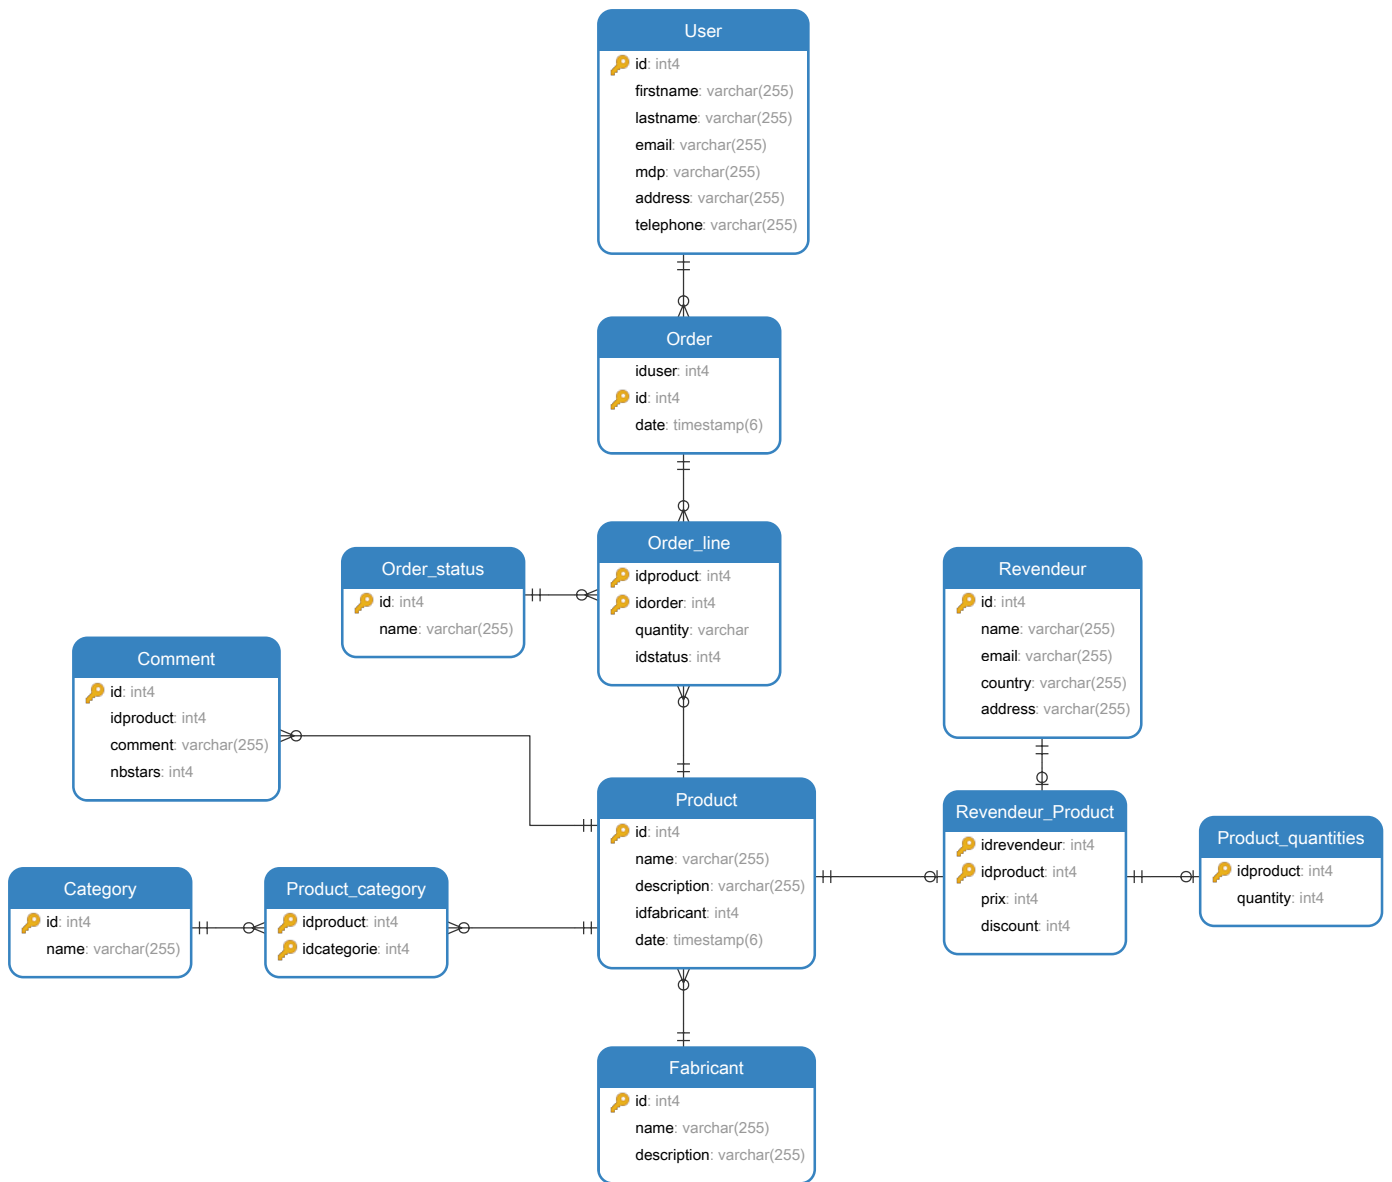 User
id: int4
firstname: varchar(255)
lastname: varchar(255)
email: varchar(255)
mdp: varchar(255)
address: varchar(255)
telephone: varchar(255)
Order
iduser: int4
id: int4
date: timestamp(6)
Order_line
idproduct: int4
idorder: int4
quantity: varchar
idstatus: int4
Order_status
id: int4
name: varchar(255)
Revendeur
id: int4
name: varchar(255)
email: varchar(255)
country: varchar(255)
address: varchar(255)
Comment
id: int4
idproduct: int4
comment: varchar(255)
nbstars: int4
Product
id: int4
name: varchar(255)
description: varchar(255)
idfabricant: int4
date: timestamp(6)
Revendeur_Product
idrevendeur: int4
idproduct: int4
prix: int4
discount: int4
Product_quantities
idproduct: int4
quantity: int4
Category
id: int4
name: varchar(255)
Product_category
idproduct: int4
idcategorie: int4
Fabricant
id: int4
name: varchar(255)
description: varchar(255)